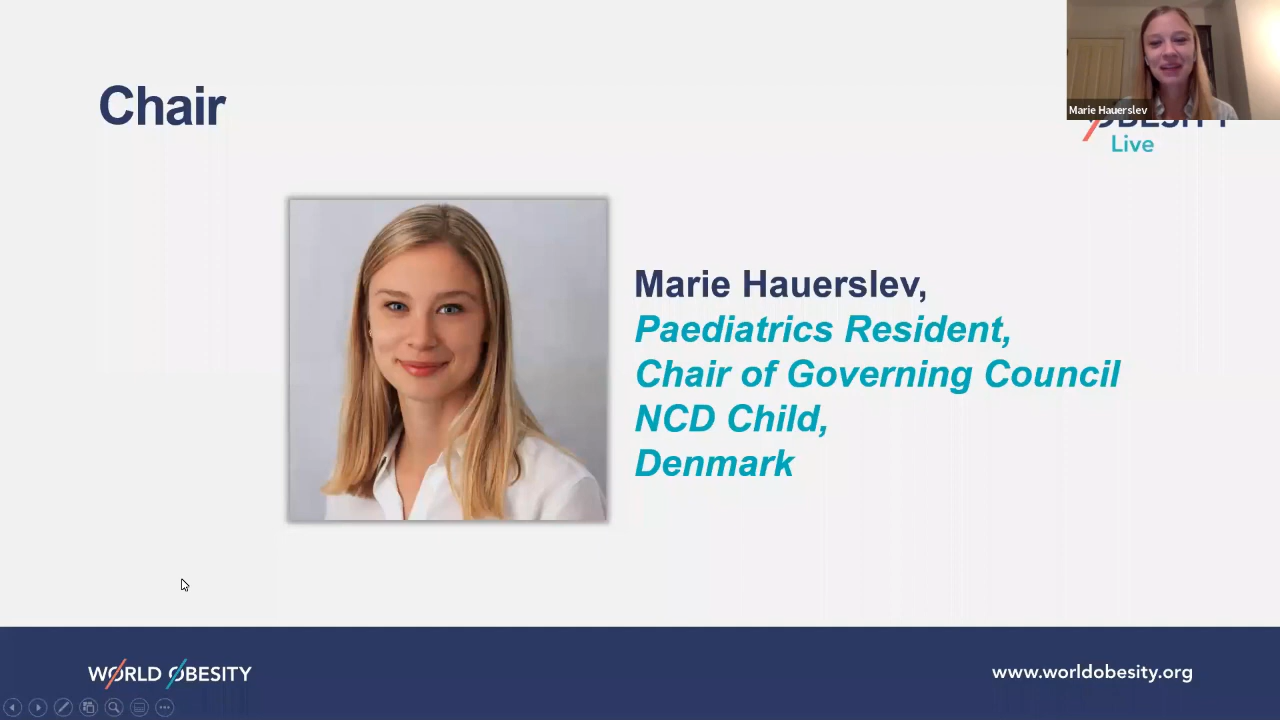 Chair
Marie Hauerslev
OBESITY
Live
Marie Hauerslev,
Paediatrics Resident,
Chair of Governing Council
NCD Child,
Denmark
WORLD OBESITY
www.worldobesity.org